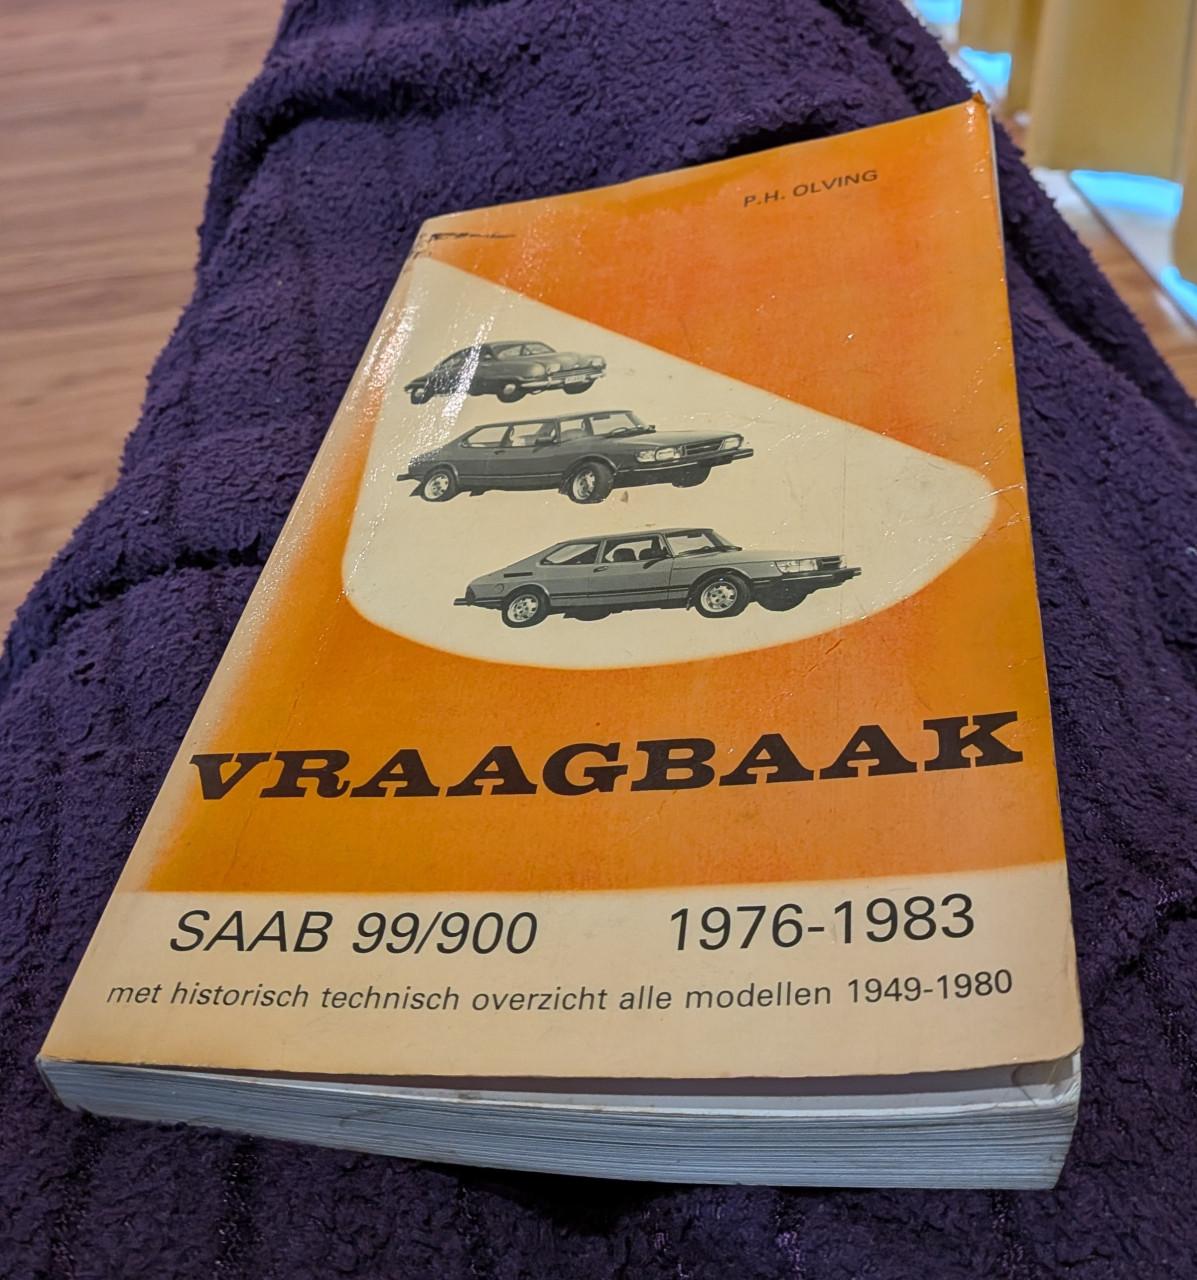 P.H. OLVING
VRAAGBAAK
SAAB 99/900 1976-1983
met historisch technisch overzicht alle modellen 1949-1980